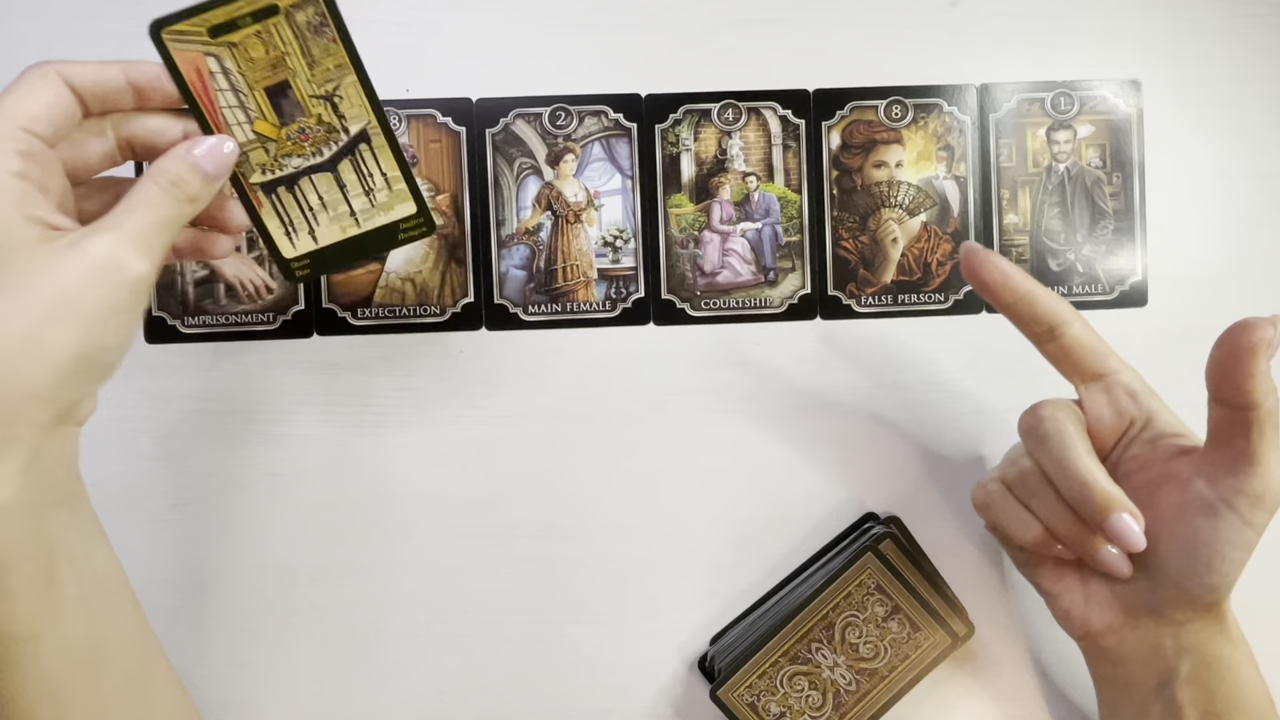 8
2
4
8
1
IMPRISONMENT
EXPECTATION
MAIN FEMALE
COURTSHIP
FALSE PERSON
MALE